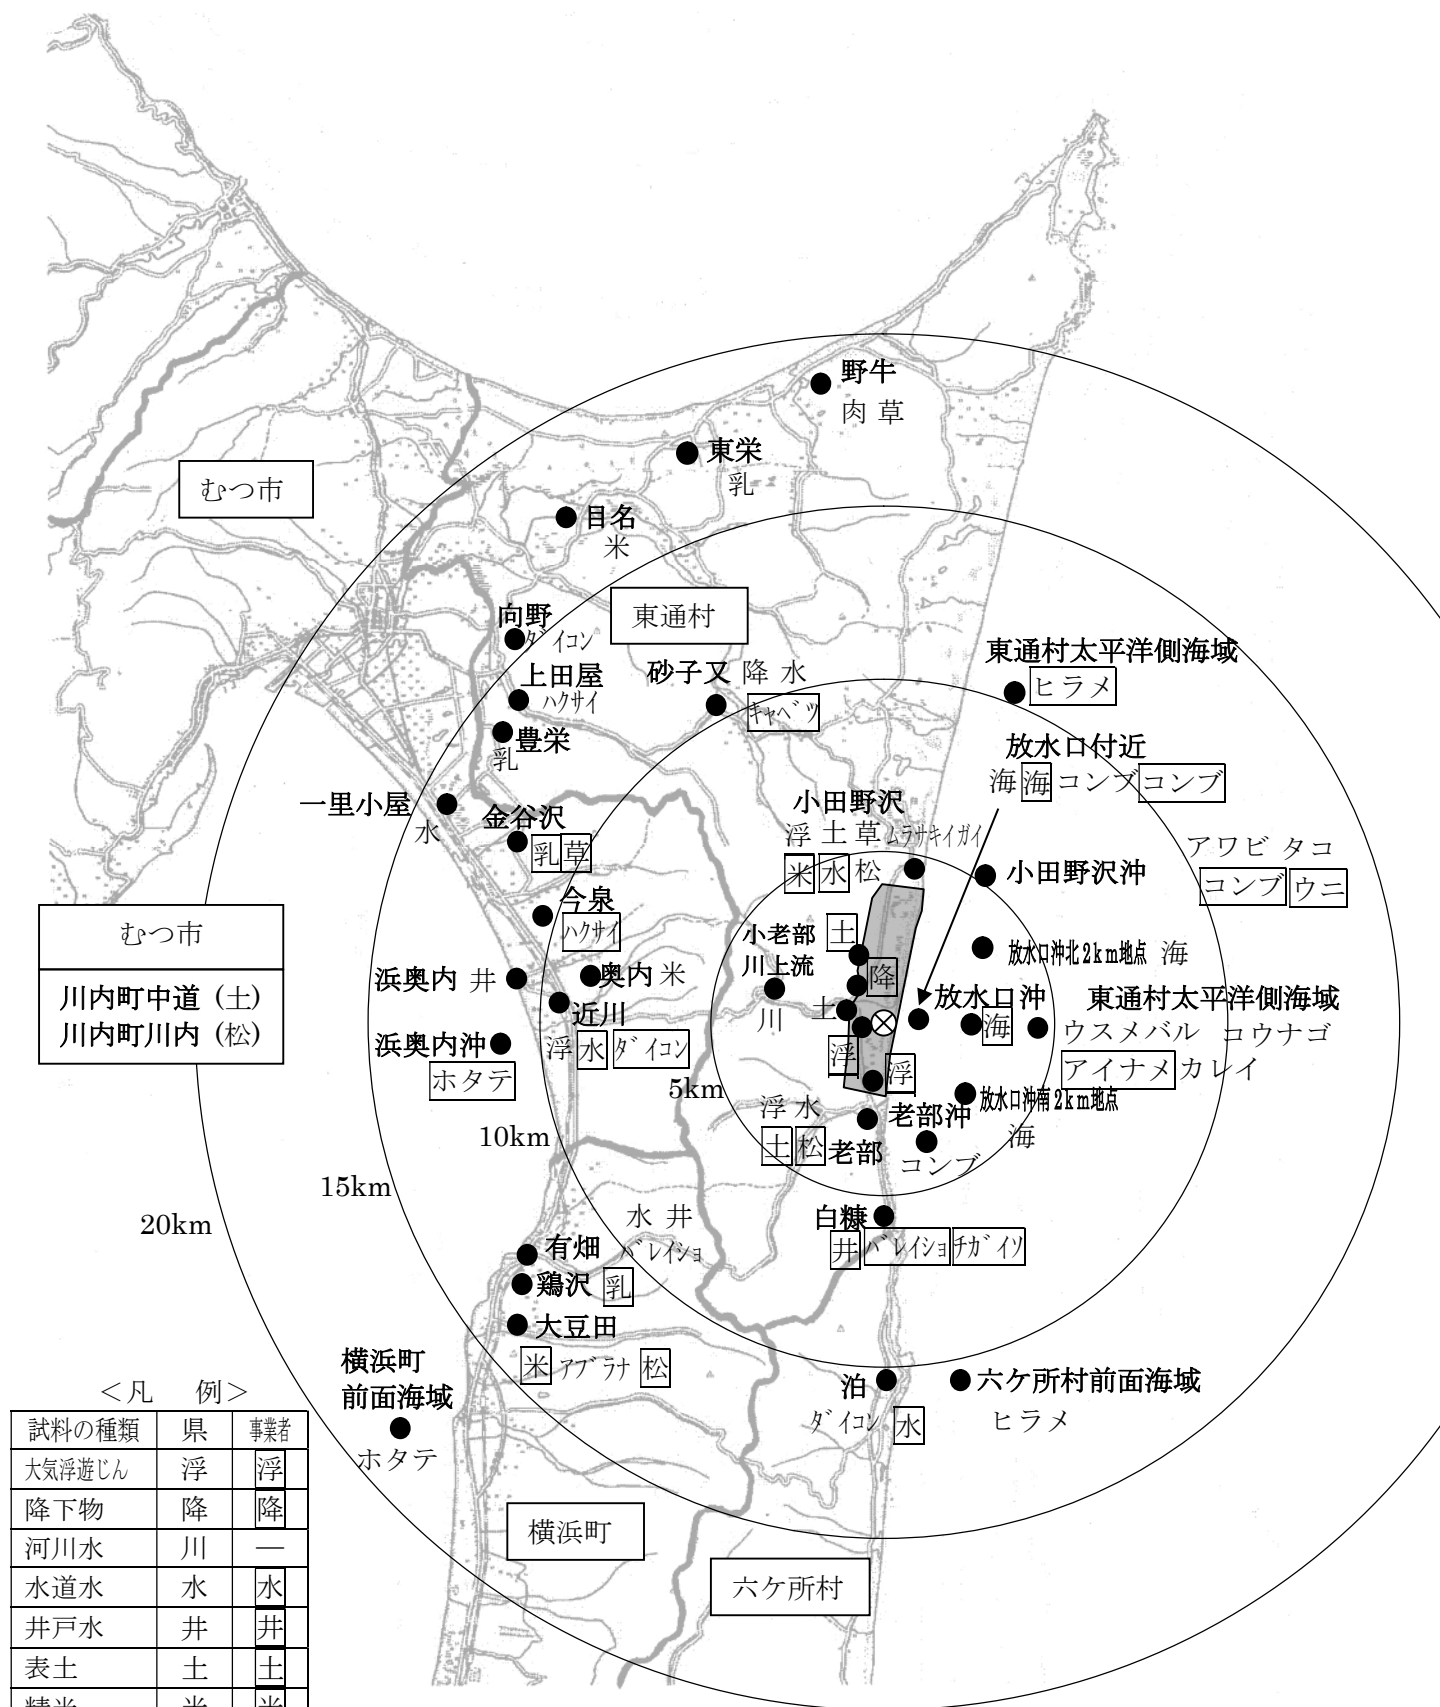 野牛
肉 草
東栄
乳
むつ市
目名
米
東通村
向野
ダイコン
東通村太平洋側海域
ヒラメ
上田屋
ハクサイ
砂子又 降 水
キャベツ
豊栄
乳
放水口付近
海 海 コンブ コンブ
一里小屋
水
金谷沢
乳 草
小田野沢
浮 土 草 ムラサキイガイ
米 水 松
アワビ タコ
コンブ ウニ
小田野沢沖
今泉
ハクサイ
むつ市
川内町中道 (土)
川内町川内 (松)
小老部
川上流
川
土
降
土
浮
浮
放水口沖北2km地点 海
浜奥内 井
奥内 米
近川
浮 水 ダイコン
放水口沖
海
東通村太平洋側海域
ウスメバル コウナゴ
アイナメ カレイ
浜奥内沖
ホタテ
5km
放水口沖南2km地点
海
浮 水
土 松 老部
老部沖
コンブ
10km
15km
20km
水 井
バレイショ
有畑
白糠
井 バレイショ チガイソ
鶏沢 乳
大豆田
米 アブラナ 松
横浜町
前面海域
ホタテ
泊
ダイコン 水
六ケ所村前面海域
ヒラメ
横浜町
六ケ所村
＜凡 例＞
試料の種類 県 事業者
大気浮遊じん 浮 浮
降下物 降 降
河川水 川 ―
水道水 水 水
井戸水 井 井
表土 土 土
精米 米 米